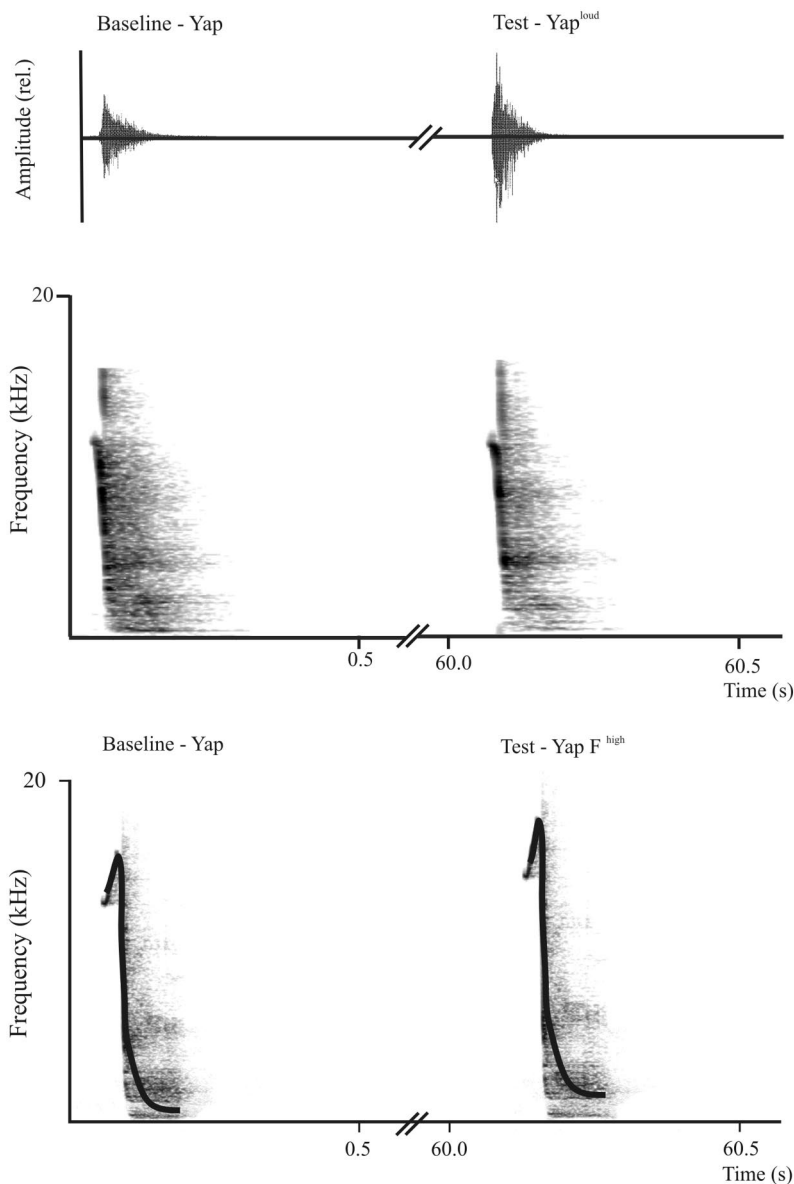 Baseline - Yap Test - Yap loud
Amplitude (rel.)
20
Frequency (kHz)
0.5 60.0 60.5
Time (s)
Baseline - Yap Test - Yap F high
20
Frequency (kHz)
0.5 60.0 60.5
Time (s)